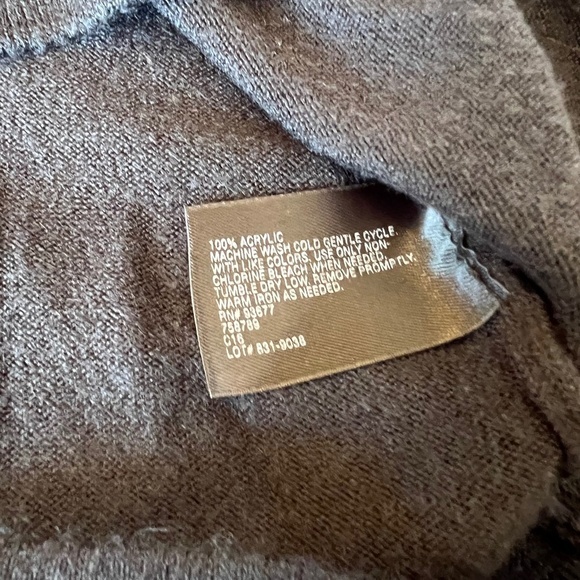 100% ACRYLIC
MACHINE WASH COLD GENTLE CYCLE.
WITH LIKE COLORS. USE ONLY NON-
CHLORINE BLEACH WHEN NEEDED.
TUMBLE DRY LOW. REMOVE PROMPTLY.
WARM IRON AS NEEDED.
RN# 93677
758789
C16
LOT# 831-9038